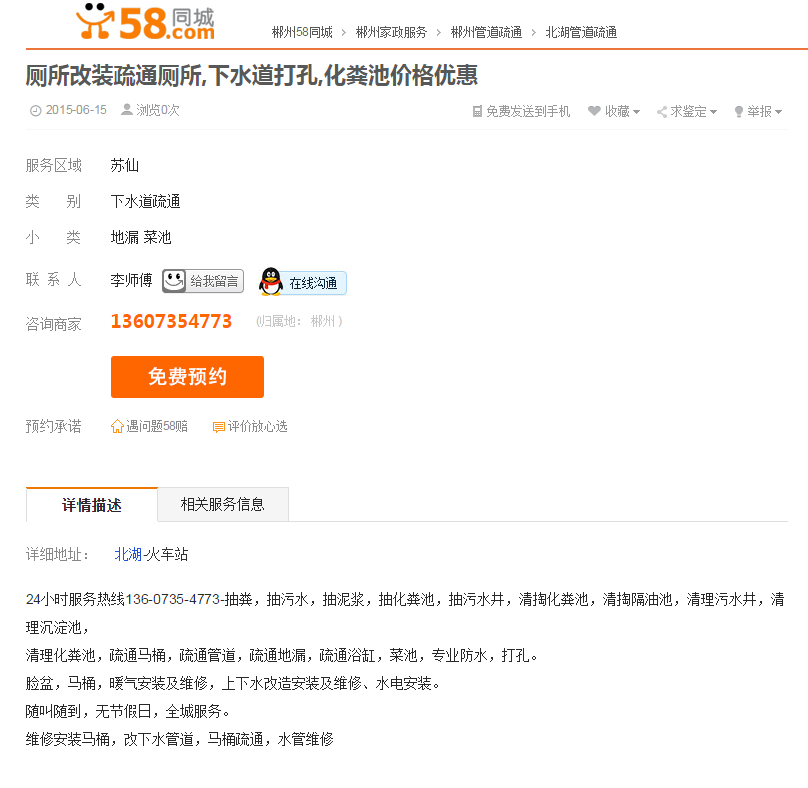 58同城
.com
郴州58同城 > 郴州家政服务 > 郴州管道疏通 > 北湖管道疏通
厕所改装疏通厕所,下水道打孔,化粪池价格优惠
2015-06-15 浏览0次 免费发送到手机 收藏 求鉴定 举报
服务区域 苏仙
类 别 下水道疏通
小 类 地漏 菜池
联 系 人 李师傅 给我留言 在线沟通
咨询商家 13607354773 (归属地: 郴州 )
免费预约
预约承诺 遇问题58赔 评价放心选
详情描述 相关服务信息
详细地址: 北湖-火车站
24小时服务热线136-0735-4773-抽粪，抽污水，抽泥浆，抽化粪池，抽污水井，清掏化粪池，清掏隔油池，清理污水井，清
理沉淀池，
清理化粪池，疏通马桶，疏通管道，疏通地漏，疏通浴缸，菜池，专业防水，打孔。
脸盆，马桶，暖气安装及维修，上下水改造安装及维修、水电安装。
随叫随到，无节假日，全城服务。
维修安装马桶，改下水管道，马桶疏通，水管维修